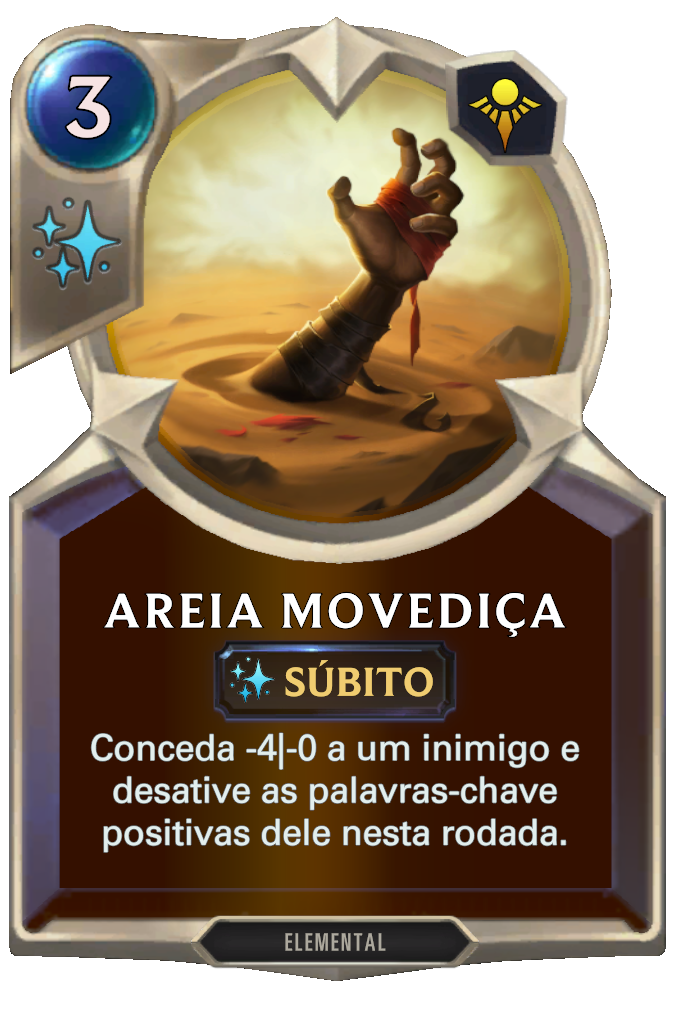 3
AREIA MOVEDIÇA
SÚBITO
Conceda -4|-0 a um inimigo e
desative as palavras-chave
positivas dele nesta rodada.
ELEMENTAL